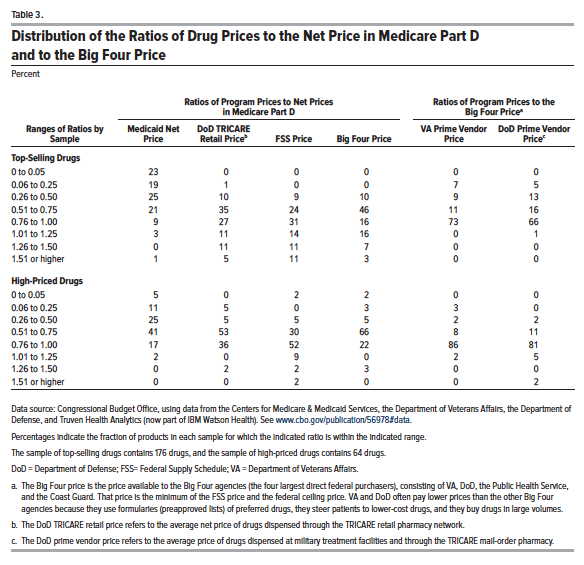 Table 3.
Distribution of the Ratios of Drug Prices to the Net Price in Medicare Part D
and to the Big Four Price
Percent
Ratios of Program Prices to Net Prices
in Medicare Part D
Ratios of Program Prices to the
Big Four Priceª
Ranges of Ratios by
Sample
Medicaid Net
Price
DoD TRICARE
Retail Priceᵇ
FSS Price
Big Four Price
VA Prime Vendor
Price
DoD Prime Vendor
Priceᶜ
Top-Selling Drugs
0 to 0.05 23 0 0 0 0 0
0.06 to 0.25 19 1 0 0 7 5
0.26 to 0.50 25 10 9 10 9 13
0.51 to 0.75 21 35 24 46 11 16
0.76 to 1.00 9 27 31 16 73 66
1.01 to 1.25 3 11 14 16 0 1
1.26 to 1.50 0 11 11 7 0 0
1.51 or higher 1 5 11 3 0 0
High-Priced Drugs
0 to 0.05 5 0 2 2 0 0
0.06 to 0.25 11 5 0 3 3 0
0.26 to 0.50 25 5 5 5 2 2
0.51 to 0.75 41 53 30 66 8 11
0.76 to 1.00 17 36 52 22 86 81
1.01 to 1.25 2 0 9 0 2 5
1.26 to 1.50 0 2 2 3 0 0
1.51 or higher 0 0 2 0 0 2
Data source: Congressional Budget Office, using data from the Centers for Medicare & Medicaid Services, the Department of Veterans Affairs, the Department of
Defense, and Truven Health Analytics (now part of IBM Watson Health). See www.cbo.gov/publication/56978#data.
Percentages indicate the fraction of products in each sample for which the indicated ratio is within the indicated range.
The sample of top-selling drugs contains 176 drugs, and the sample of high-priced drugs contains 64 drugs.
DoD = Department of Defense; FSS= Federal Supply Schedule; VA = Department of Veterans Affairs.
a. The Big Four price is the price available to the Big Four agencies (the four largest direct federal purchasers), consisting of VA, DoD, the Public Health Service,
and the Coast Guard. That price is the minimum of the FSS price and the federal ceiling price. VA and DoD often pay lower prices than the other Big Four
agencies because they use formularies (preapproved lists) of preferred drugs, they steer patients to lower-cost drugs, and they buy drugs in large volumes.
b. The DoD TRICARE retail price refers to the average net price of drugs dispensed through the TRICARE retail pharmacy network.
c. The DoD prime vendor price refers to the average price of drugs dispensed at military treatment facilities and through the TRICARE mail-order pharmacy.